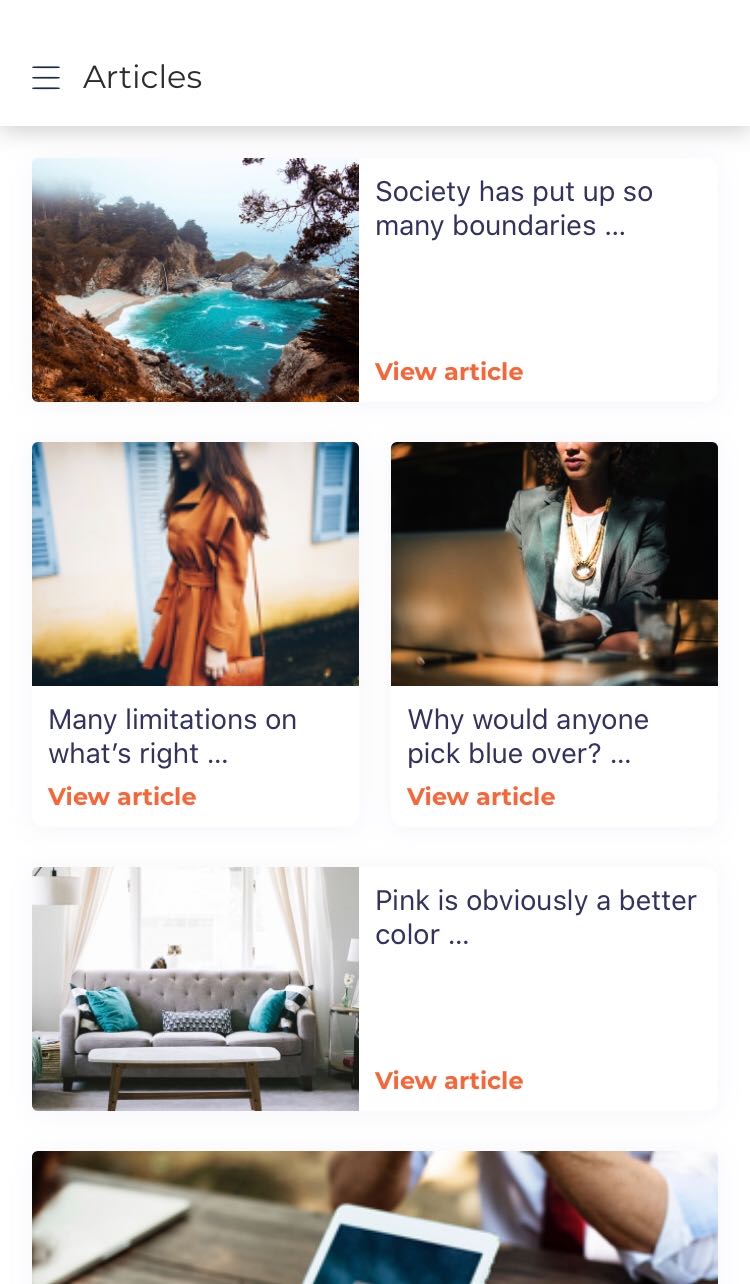 Articles
Society has put up so
many boundaries ...
View article
Many limitations on
what's right ...
View article
Why would anyone
pick blue over? ...
View article
Pink is obviously a better
color ...
View article